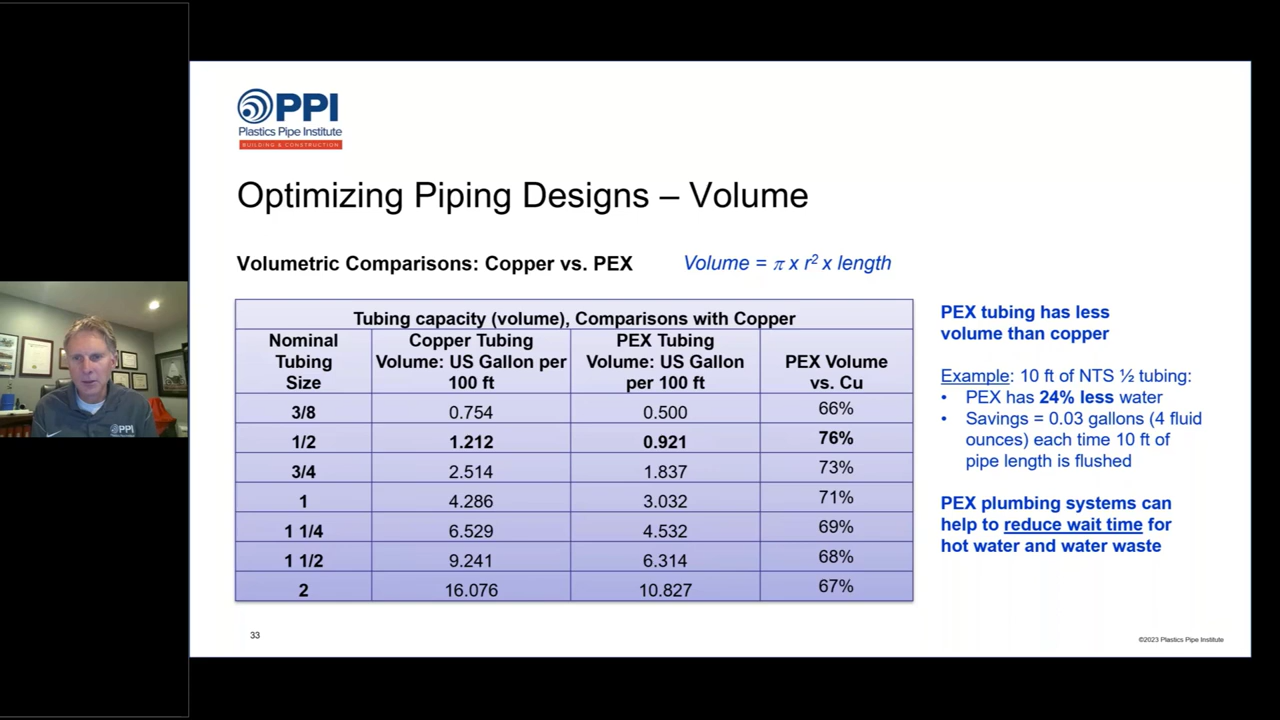 PPI
Plastics Pipe Institute
BUILDING & CONSTRUCTION
Optimizing Piping Designs – Volume
Volumetric Comparisons: Copper vs. PEX
Volume = π x r² x length
Tubing capacity (volume), Comparisons with Copper
Nominal Tubing Size | Copper Tubing Volume: US Gallon per 100 ft | PEX Tubing Volume: US Gallon per 100 ft | PEX Volume vs. Cu
3/8 | 0.754 | 0.500 | 66%
1/2 | 1.212 | 0.921 | 76%
3/4 | 2.514 | 1.837 | 73%
1 | 4.286 | 3.032 | 71%
1 1/4 | 6.529 | 4.532 | 69%
1 1/2 | 9.241 | 6.314 | 68%
2 | 16.076 | 10.827 | 67%
PEX tubing has less
volume than copper
Example: 10 ft of NTS ½ tubing:
• PEX has 24% less water
• Savings = 0.03 gallons (4 fluid
ounces) each time 10 ft of
pipe length is flushed
PEX plumbing systems can
help to reduce wait time for
hot water and water waste
33
©2023 Plastics Pipe Institute
PPI